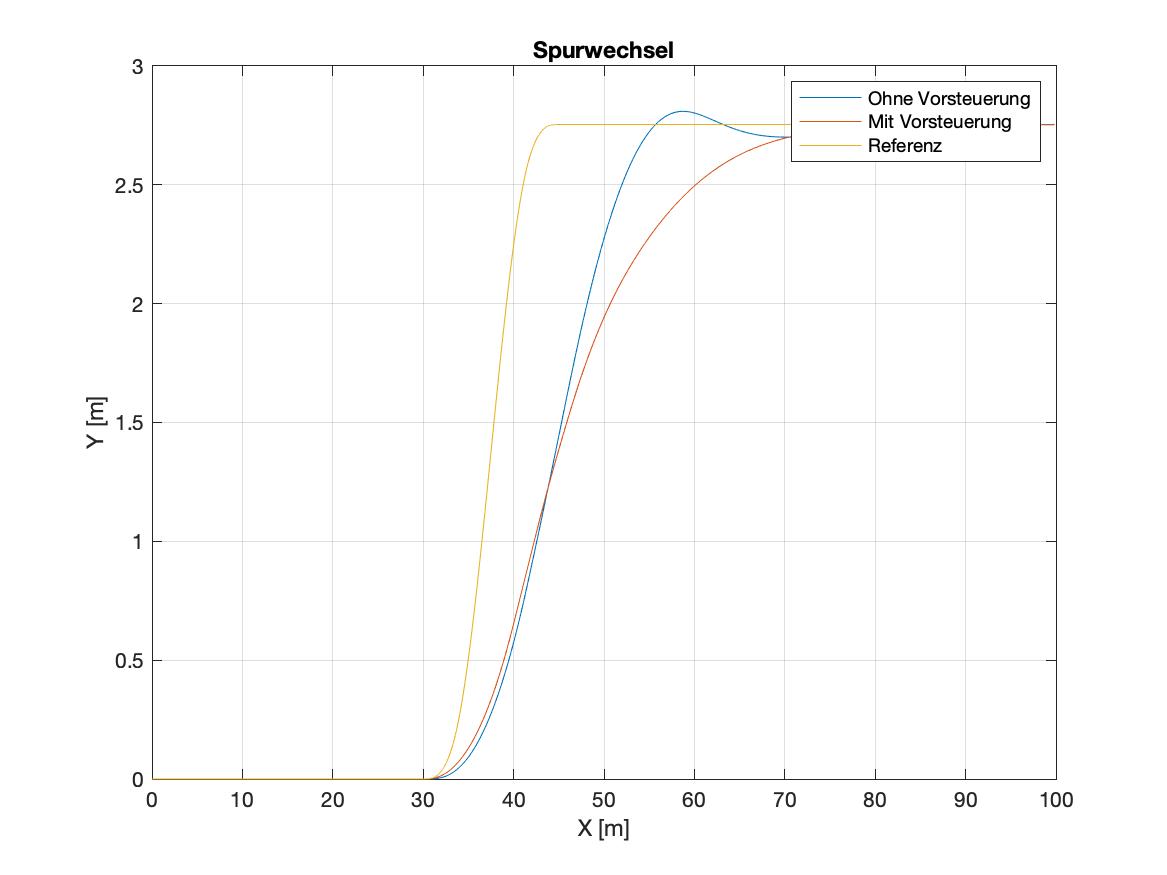 Spurwechsel
3
2.5
2
1.5
1
0.5
0
Y [m]
Ohne Vorsteuerung
Mit Vorsteuerung
Referenz
0 10 20 30 40 50 60 70 80 90 100
X [m]